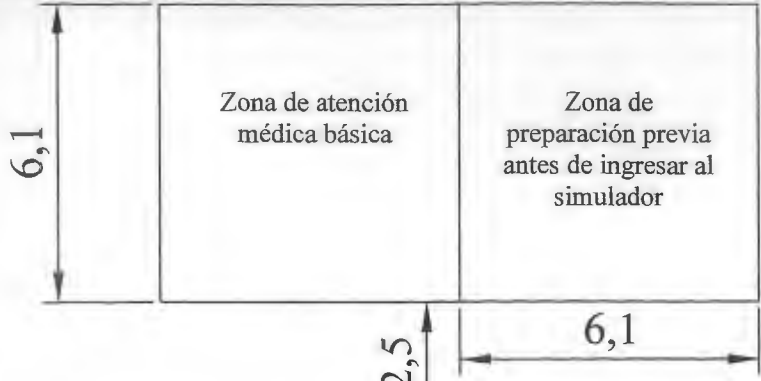 6,1
Zona de atención
médica básica
Zona de
preparación previa
antes de ingresar al
simulador
6,1
2,5